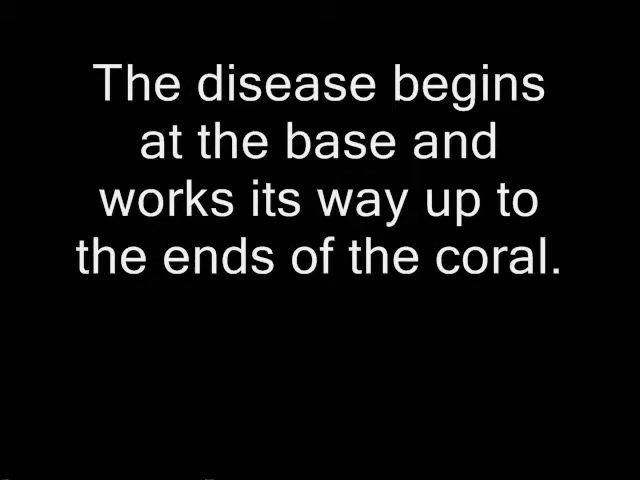 The disease begins
at the base and
works its way up to
the ends of the coral.